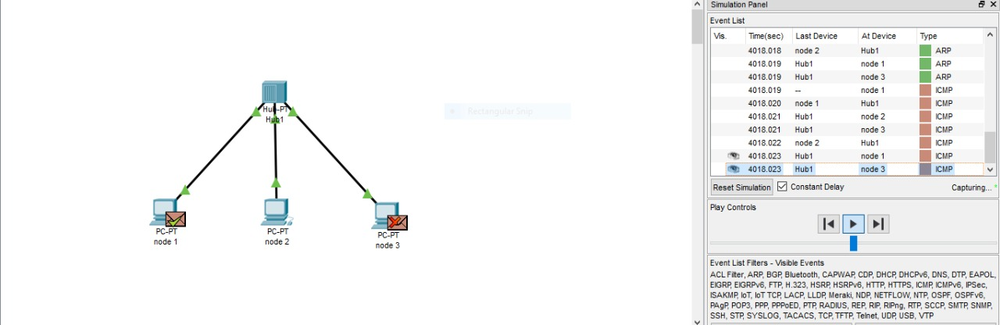 Simulation Panel
Event List
Vis. Time(sec) Last Device At Device Type
4018.018 node 2 Hub1 ARP
4018.019 Hub1 node 1 ARP
4018.019 Hub1 node 3 ARP
4018.019 -- node 1 ICMP
4018.020 node 1 Hub1 ICMP
4018.021 Hub1 node 2 ICMP
4018.021 Hub1 node 3 ICMP
4018.022 node 2 Hub1 ICMP
4018.023 Hub1 node 1 ICMP
4018.023 Hub1 node 3 ICMP
Reset Simulation Constant Delay Capturing... *
Play Controls
Event List Filters - Visible Events
ACL Filter, ARP, BGP, Bluetooth, CAPWAP, CDP, DHCP, DHCPv6, DNS, DTP, EAPOL,
EIGRP, EIGRPv6, FTP, H.323, HSRP, HSRPv6, HTTP, HTTPS, ICMP, ICMPv6, IPSec,
ISAKMP, IoT, IoT TCP, LACP, LLDP, Meraki, NDP, NETFLOW, NTP, OSPF, OSPFv6,
PAgP, POP3, PPP, PPPoED, PTP, RADIUS, REP, RIP, RIPng, RTP, SCCP, SMTP, SNMP,
SSH, STP, SYSLOG, TACACS, TCP, TFTP, Telnet, UDP, USB, VTP
Rectangular Snip
Hub-PT
Hub1
PC-PT
node 1
PC-PT
node 2
PC-PT
node 3